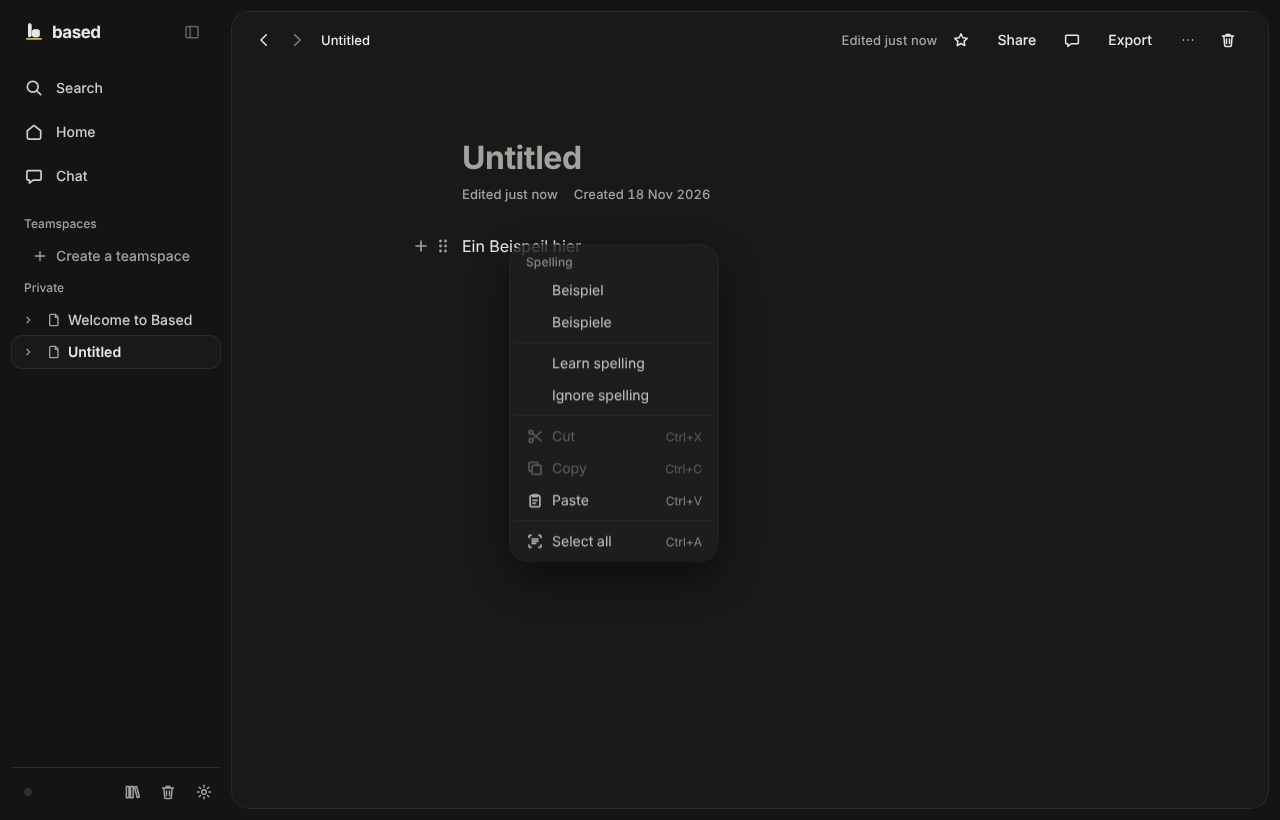 based
Search
Home
Chat
Teamspaces
Create a teamspace
Private
Welcome to Based
Untitled
Untitled
Edited just now
Share
Export
Untitled
Edited just now Created 18 Nov 2026
Ein Beispeil hier
Spelling
Beispiel
Beispiele
Learn spelling
Ignore spelling
Cut Ctrl+X
Copy Ctrl+C
Paste Ctrl+V
Select all Ctrl+A